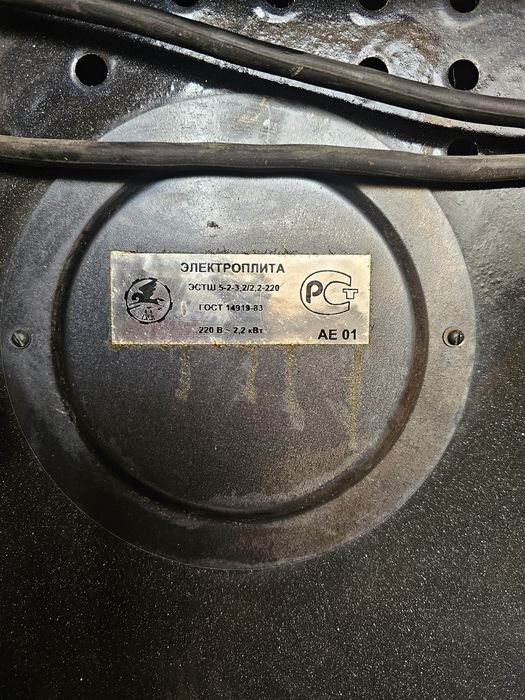 ЭЛЕКТРОПЛИТА
ЭСТШ 5-2-3,2/2,2-220
ГОСТ 14919-83
220 В ~ 2,2 кВт
РСТ
АЕ 01